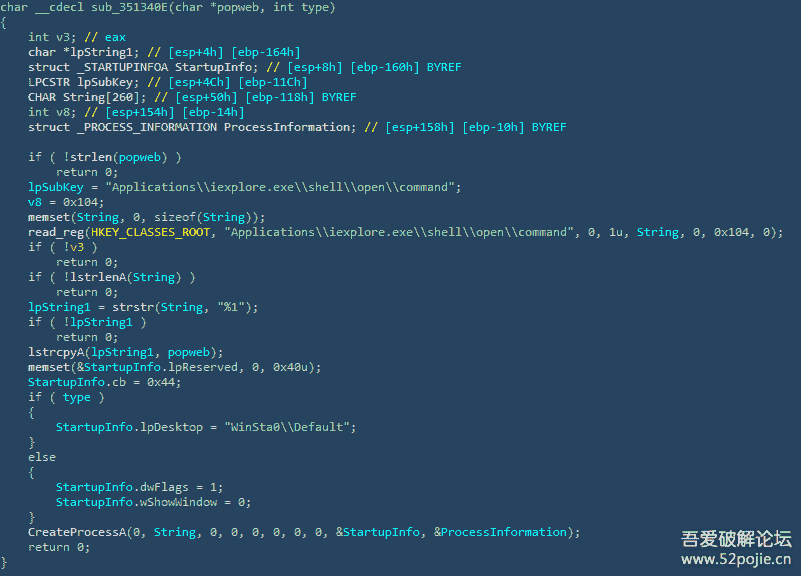 char __cdecl sub_351340E(char *popweb, int type)
{
    int v3; // eax
    char *lpString1; // [esp+4h] [ebp-164h]
    struct _STARTUPINFOA StartupInfo; // [esp+8h] [ebp-160h] BYREF
    LPCSTR lpSubKey; // [esp+4Ch] [ebp-11Ch]
    CHAR String[260]; // [esp+50h] [ebp-118h] BYREF
    int v8; // [esp+154h] [ebp-14h]
    struct _PROCESS_INFORMATION ProcessInformation; // [esp+158h] [ebp-10h] BYREF

    if ( !strlen(popweb) )
        return 0;
    lpSubKey = "Applications\\iexplore.exe\\shell\\open\\command";
    v8 = 0x104;
    memset(String, 0, sizeof(String));
    read_reg(HKEY_CLASSES_ROOT, "Applications\\iexplore.exe\\shell\\open\\command", 0, 1u, String, 0, 0x104, 0);
    if ( !v3 )
        return 0;
    if ( !lstrlenA(String) )
        return 0;
    lpString1 = strstr(String, "%1");
    if ( !lpString1 )
        return 0;
    lstrcpyA(lpString1, popweb);
    memset(&StartupInfo.lpReserved, 0, 0x40u);
    StartupInfo.cb = 0x44;
    if ( type )
    {
        StartupInfo.lpDesktop = "WinSta0\\Default";
    }
    else
    {
        StartupInfo.dwFlags = 1;
        StartupInfo.wShowWindow = 0;
    }
    CreateProcessA(0, String, 0, 0, 0, 0, 0, 0, &StartupInfo, &ProcessInformation);
    return 0;
}
吾爱破解论坛
www.52pojie.cn